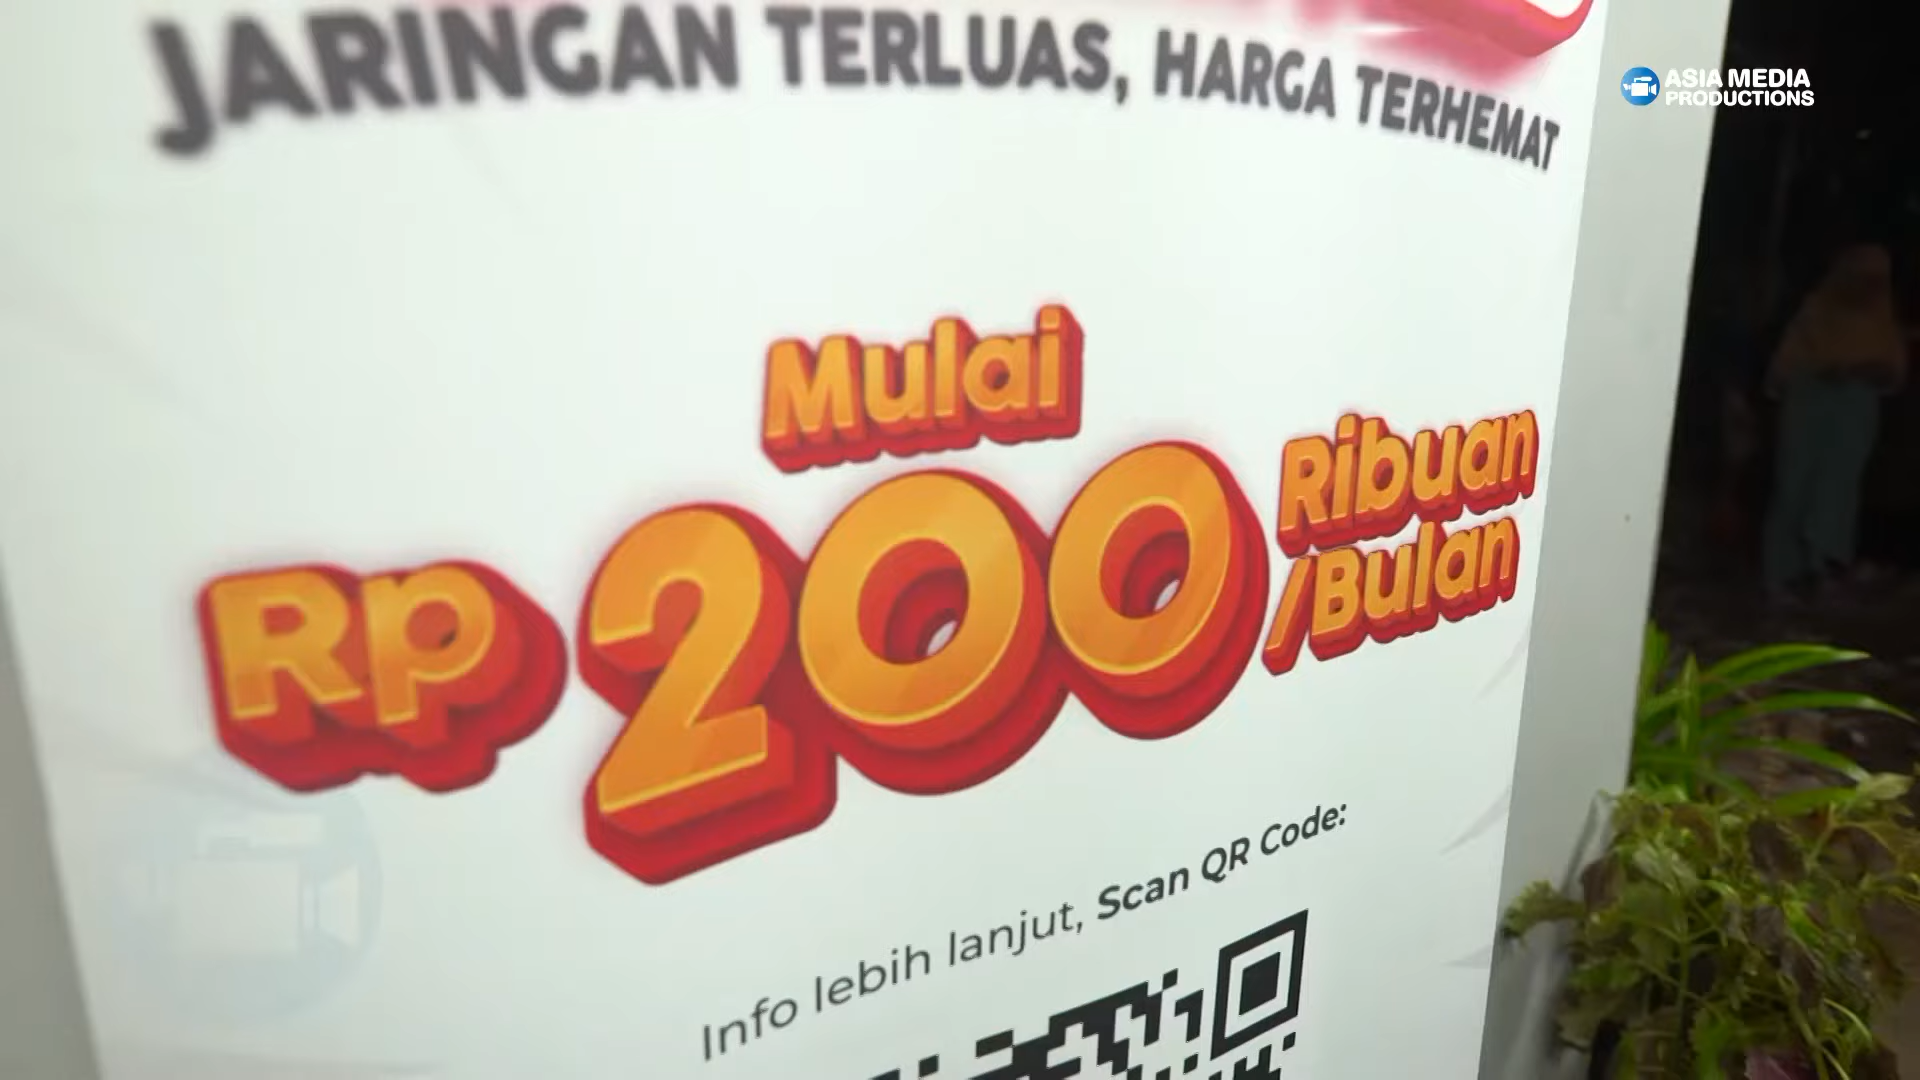 JARINGAN TERLUAS, HARGA TERHEMAT
ASIA MEDIA
PRODUCTIONS
Mulai
Rp 200 Ribuan
/Bulan
Info lebih lanjut, Scan QR Code: